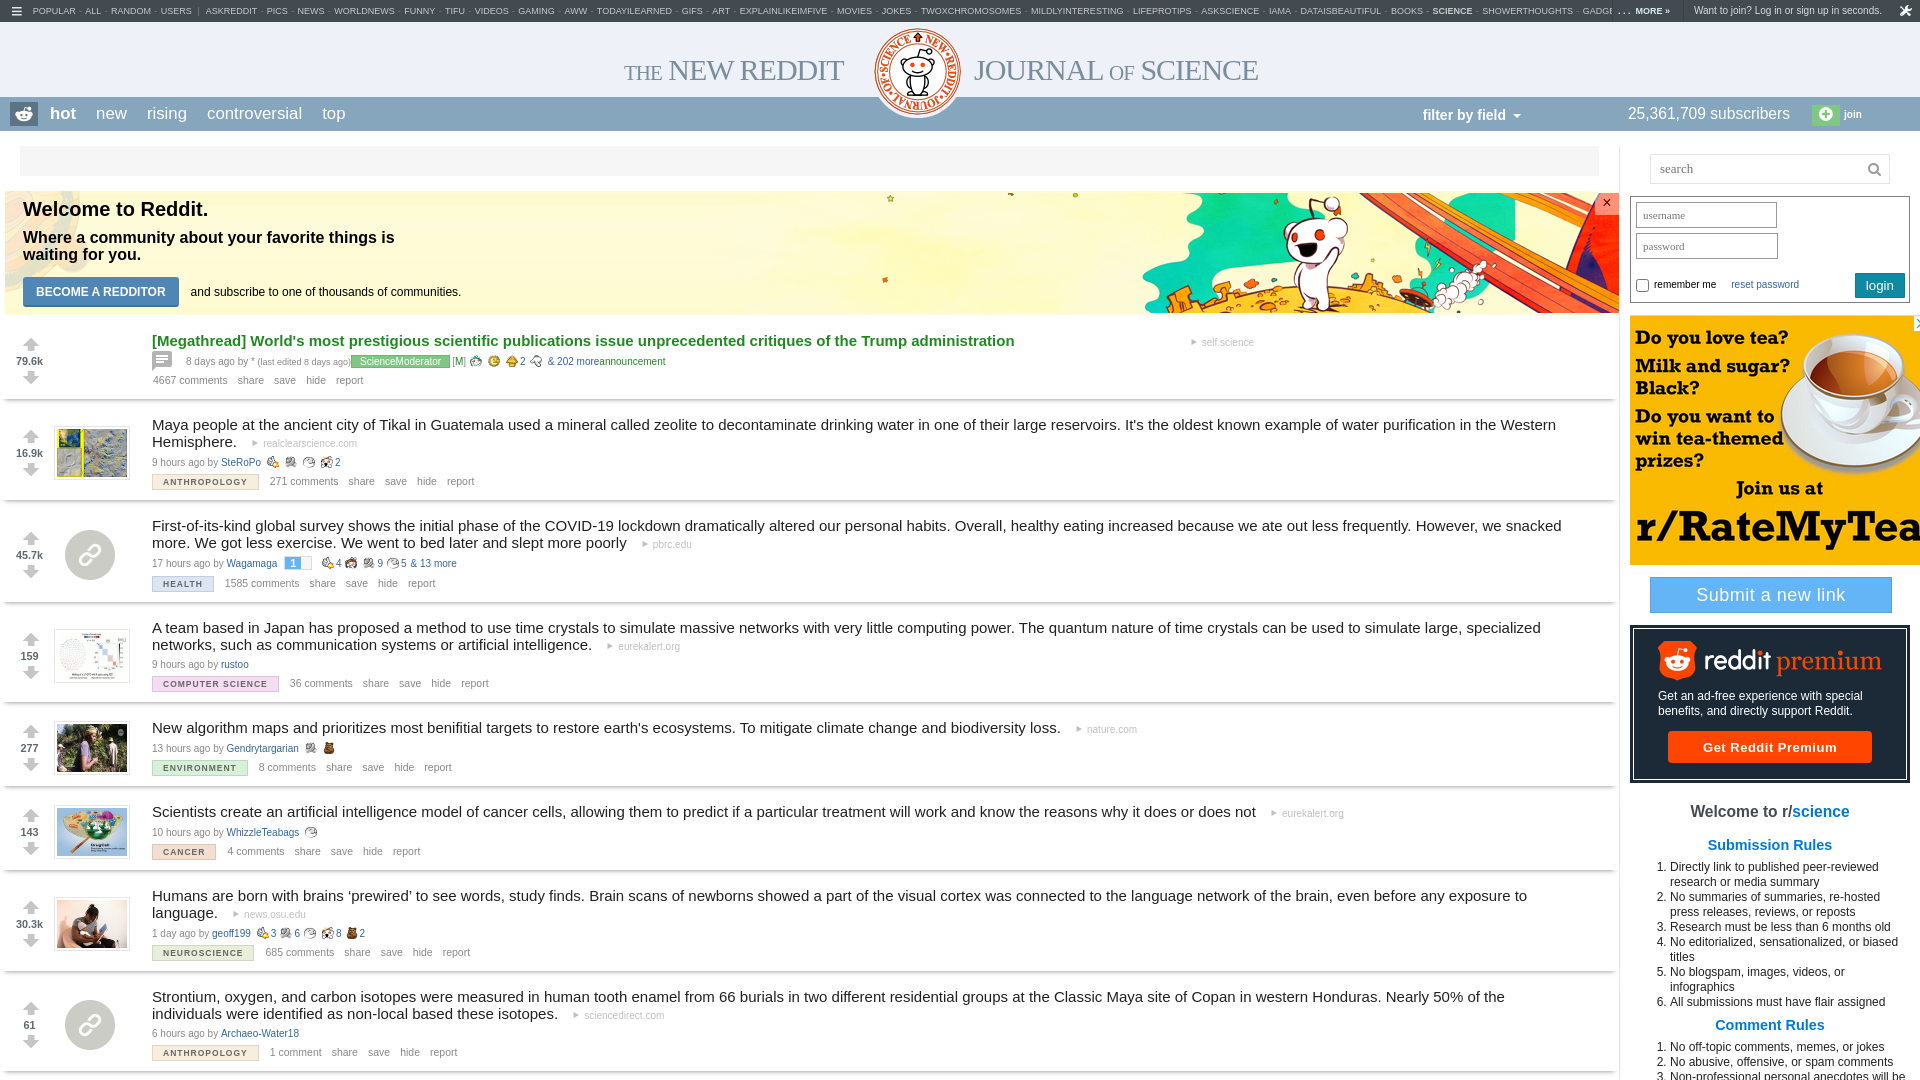 POPULAR - ALL - RANDOM - USERS | ASKREDDIT - PICS - NEWS - WORLDNEWS - FUNNY - TIFU - VIDEOS - GAMING - AWW - TODAYILEARNED - GIFS - ART - EXPLAINLIKEIMFIVE - MOVIES - JOKES - TWOXCHROMOSOMES - MILDLYINTERESTING - LIFEPROTIPS - ASKSCIENCE - IAMA - DATAISBEAUTIFUL - BOOKS - SCIENCE - SHOWERTHOUGHTS - GADGE ... MORE » Want to join? Log in or sign up in seconds.
THE NEW REDDIT JOURNAL OF SCIENCE
NEW·REDDIT·JOURNAL·OF·SCIENCE
hot new rising controversial top filter by field 25,361,709 subscribers join
search
Welcome to Reddit. ×
Where a community about your favorite things is
waiting for you.
BECOME A REDDITOR and subscribe to one of thousands of communities.
username
password
remember me reset password login
79.6k
[Megathread] World's most prestigious scientific publications issue unprecedented critiques of the Trump administration self.science
8 days ago by * (last edited 8 days ago) ScienceModerator [M] 2 & 202 more announcement
4667 comments share save hide report
16.9k
Maya people at the ancient city of Tikal in Guatemala used a mineral called zeolite to decontaminate drinking water in one of their large reservoirs. It's the oldest known example of water purification in the Western
Hemisphere. realclearscience.com
9 hours ago by SteRoPo 2
ANTHROPOLOGY 271 comments share save hide report
45.7k
First-of-its-kind global survey shows the initial phase of the COVID-19 lockdown dramatically altered our personal habits. Overall, healthy eating increased because we ate out less frequently. However, we snacked
more. We got less exercise. We went to bed later and slept more poorly pbrc.edu
17 hours ago by Wagamaga 1 4 9 5 & 13 more
HEALTH 1585 comments share save hide report
159
A team based in Japan has proposed a method to use time crystals to simulate massive networks with very little computing power. The quantum nature of time crystals can be used to simulate large, specialized
networks, such as communication systems or artificial intelligence. eurekalert.org
9 hours ago by rustoo
COMPUTER SCIENCE 36 comments share save hide report
277
New algorithm maps and prioritizes most benifitial targets to restore earth's ecosystems. To mitigate climate change and biodiversity loss. nature.com
13 hours ago by Gendrytargarian
ENVIRONMENT 8 comments share save hide report
143
Scientists create an artificial intelligence model of cancer cells, allowing them to predict if a particular treatment will work and know the reasons why it does or does not eurekalert.org
10 hours ago by WhizzleTeabags
CANCER 4 comments share save hide report
30.3k
Humans are born with brains ‘prewired’ to see words, study finds. Brain scans of newborns showed a part of the visual cortex was connected to the language network of the brain, even before any exposure to
language. news.osu.edu
1 day ago by geoff199 3 6 8 2
NEUROSCIENCE 685 comments share save hide report
61
Strontium, oxygen, and carbon isotopes were measured in human tooth enamel from 66 burials in two different residential groups at the Classic Maya site of Copan in western Honduras. Nearly 50% of the
individuals were identified as non-local based these isotopes. sciencedirect.com
6 hours ago by Archaeo-Water18
ANTHROPOLOGY 1 comment share save hide report
Do you love tea?
Milk and sugar?
Black?
Do you want to
win tea-themed
prizes?
Join us at
r/RateMyTea
Submit a new link
reddit premium
Get an ad-free experience with special
benefits, and directly support Reddit.
Get Reddit Premium
Welcome to r/science
Submission Rules
1. Directly link to published peer-reviewed
research or media summary
2. No summaries of summaries, re-hosted
press releases, reviews, or reposts
3. Research must be less than 6 months old
4. No editorialized, sensationalized, or biased
titles
5. No blogspam, images, videos, or
infographics
6. All submissions must have flair assigned
Comment Rules
1. No off-topic comments, memes, or jokes
2. No abusive, offensive, or spam comments
3. Non-professional personal anecdotes will be